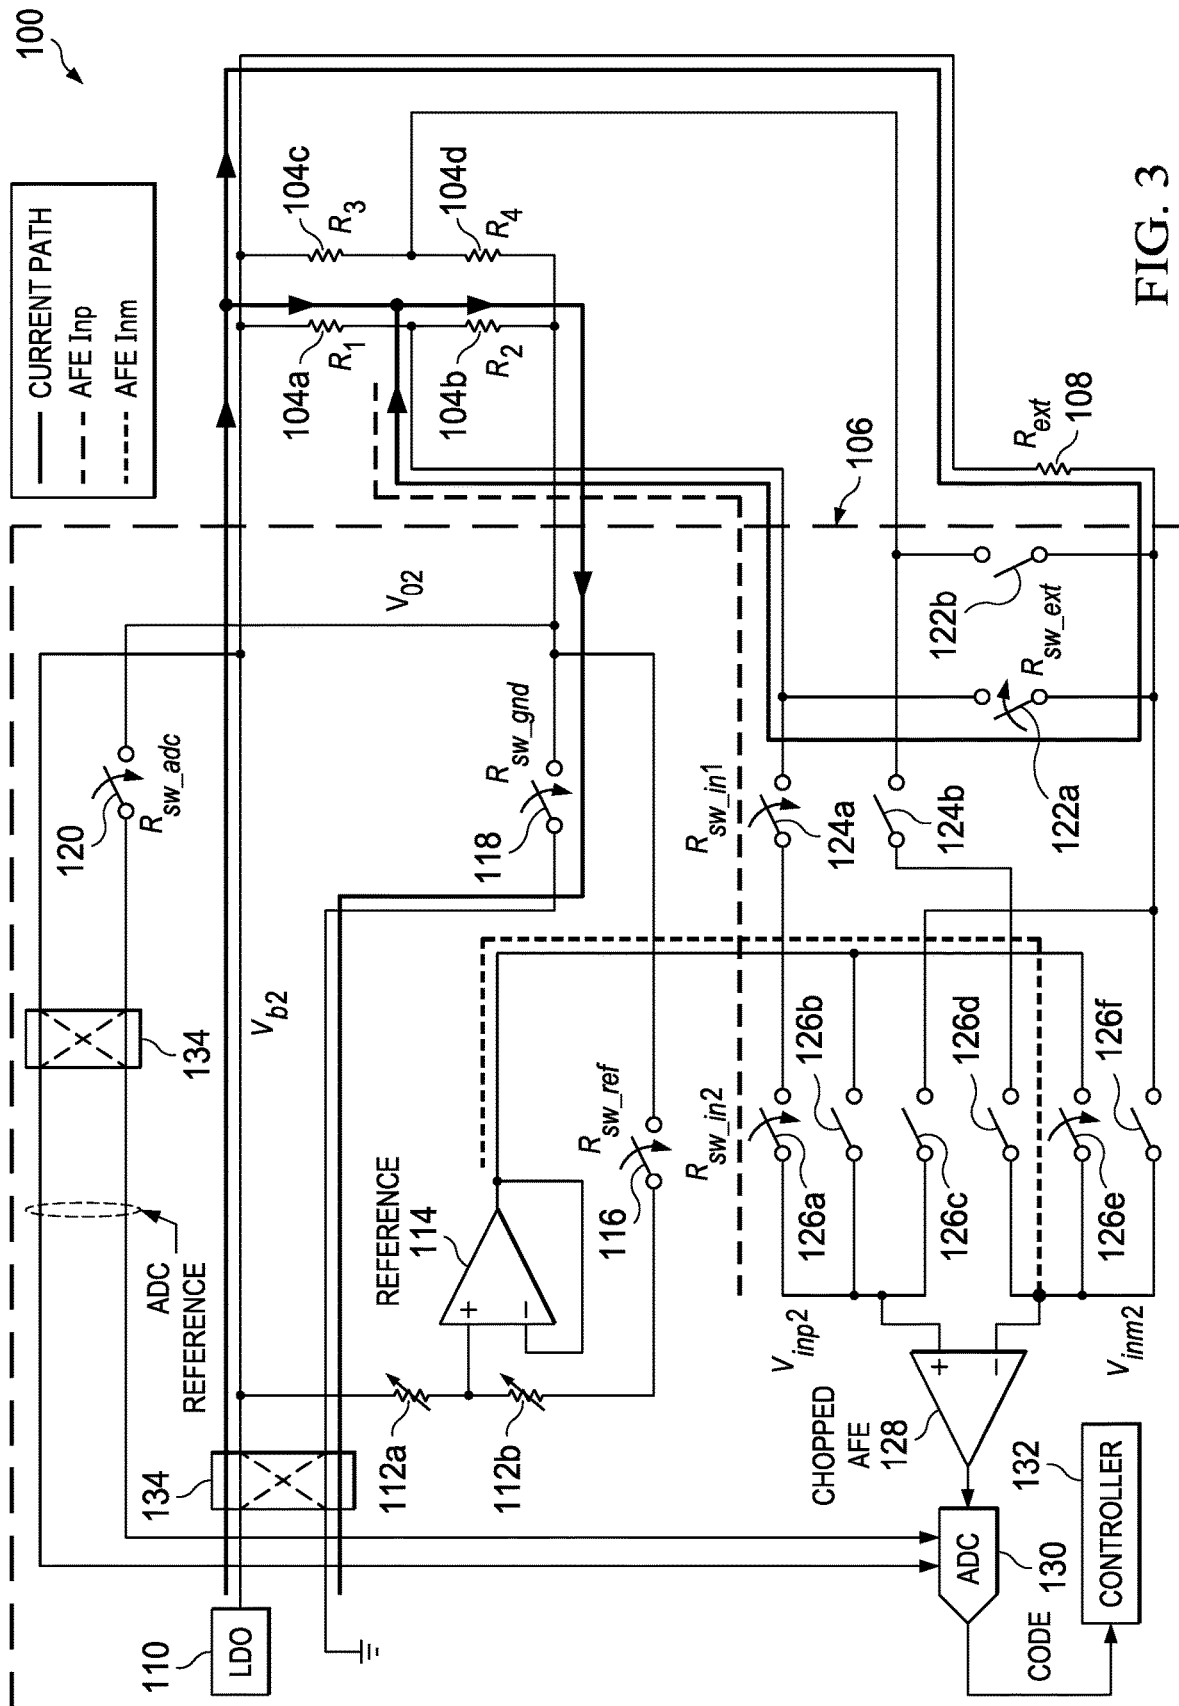 100
CURRENT PATH
AFE Inp
AFE Inm
104c
R3
104d
R4
104a
R1
104b
R2
106
Rext
108
V02
120
Rsw_adc
134
ADC
REFERENCE
Vb2
118
Rsw_gnd
122b
Rsw_ext
122a
Rsw_in1
124a
124b
REFERENCE
114
+
−
116
Rsw_ref
Rsw_in2
126a
126b
126c
126d
126e
126f
134
112a
112b
110
LDO
Vinp2
Vinm2
+
−
CHOPPED
AFE
128
ADC
130
CODE
132
CONTROLLER
FIG. 3